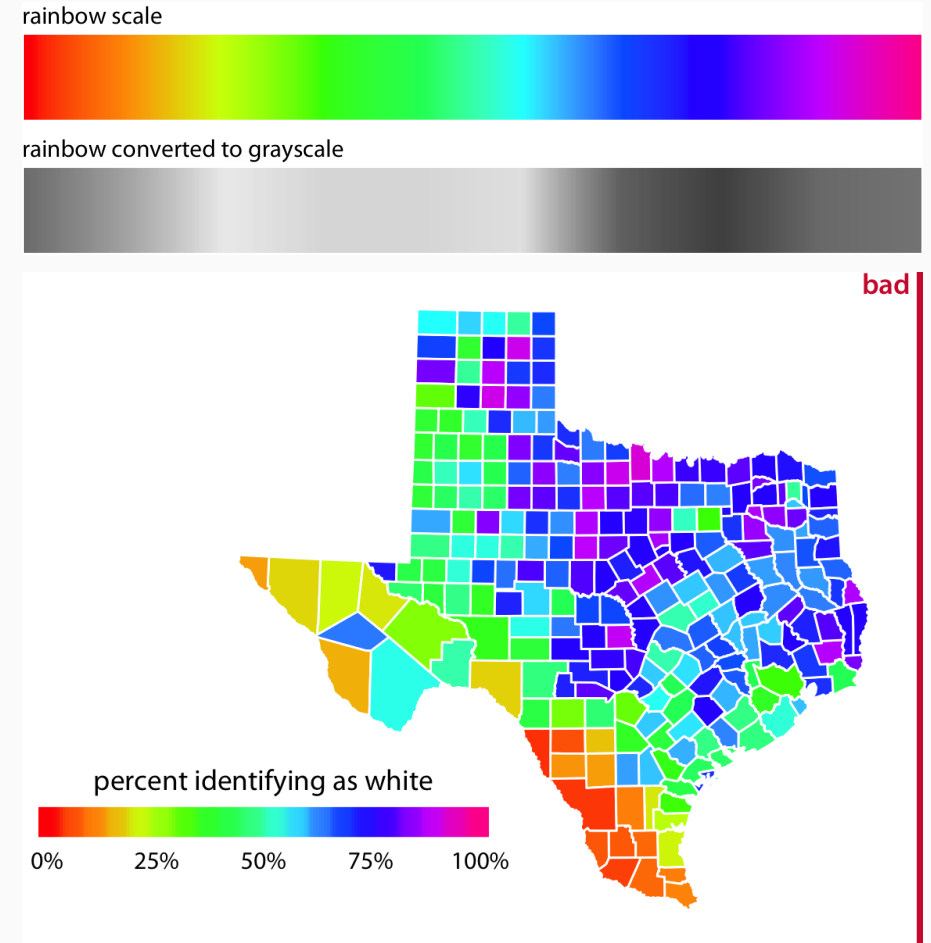 rainbow scale
rainbow converted to grayscale
bad
percent identifying as white
0% 25% 50% 75% 100%